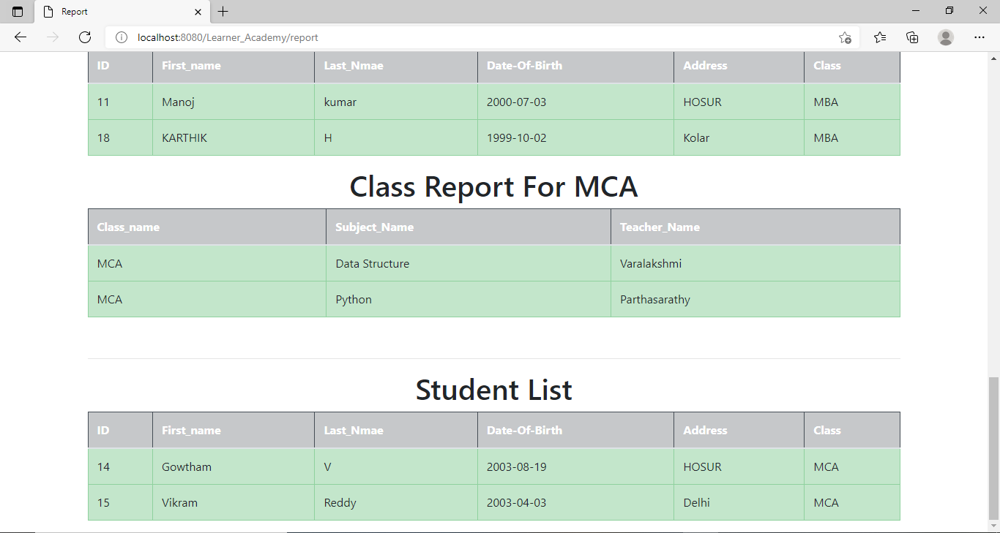 Report
localhost:8080/Learner_Academy/report
ID First_name Last_Nmae Date-Of-Birth Address Class
11 Manoj kumar 2000-07-03 HOSUR MBA
18 KARTHIK H 1999-10-02 Kolar MBA
Class Report For MCA
Class_name Subject_Name Teacher_Name
MCA Data Structure Varalakshmi
MCA Python Parthasarathy
Student List
ID First_name Last_Nmae Date-Of-Birth Address Class
14 Gowtham V 2003-08-19 HOSUR MCA
15 Vikram Reddy 2003-04-03 Delhi MCA